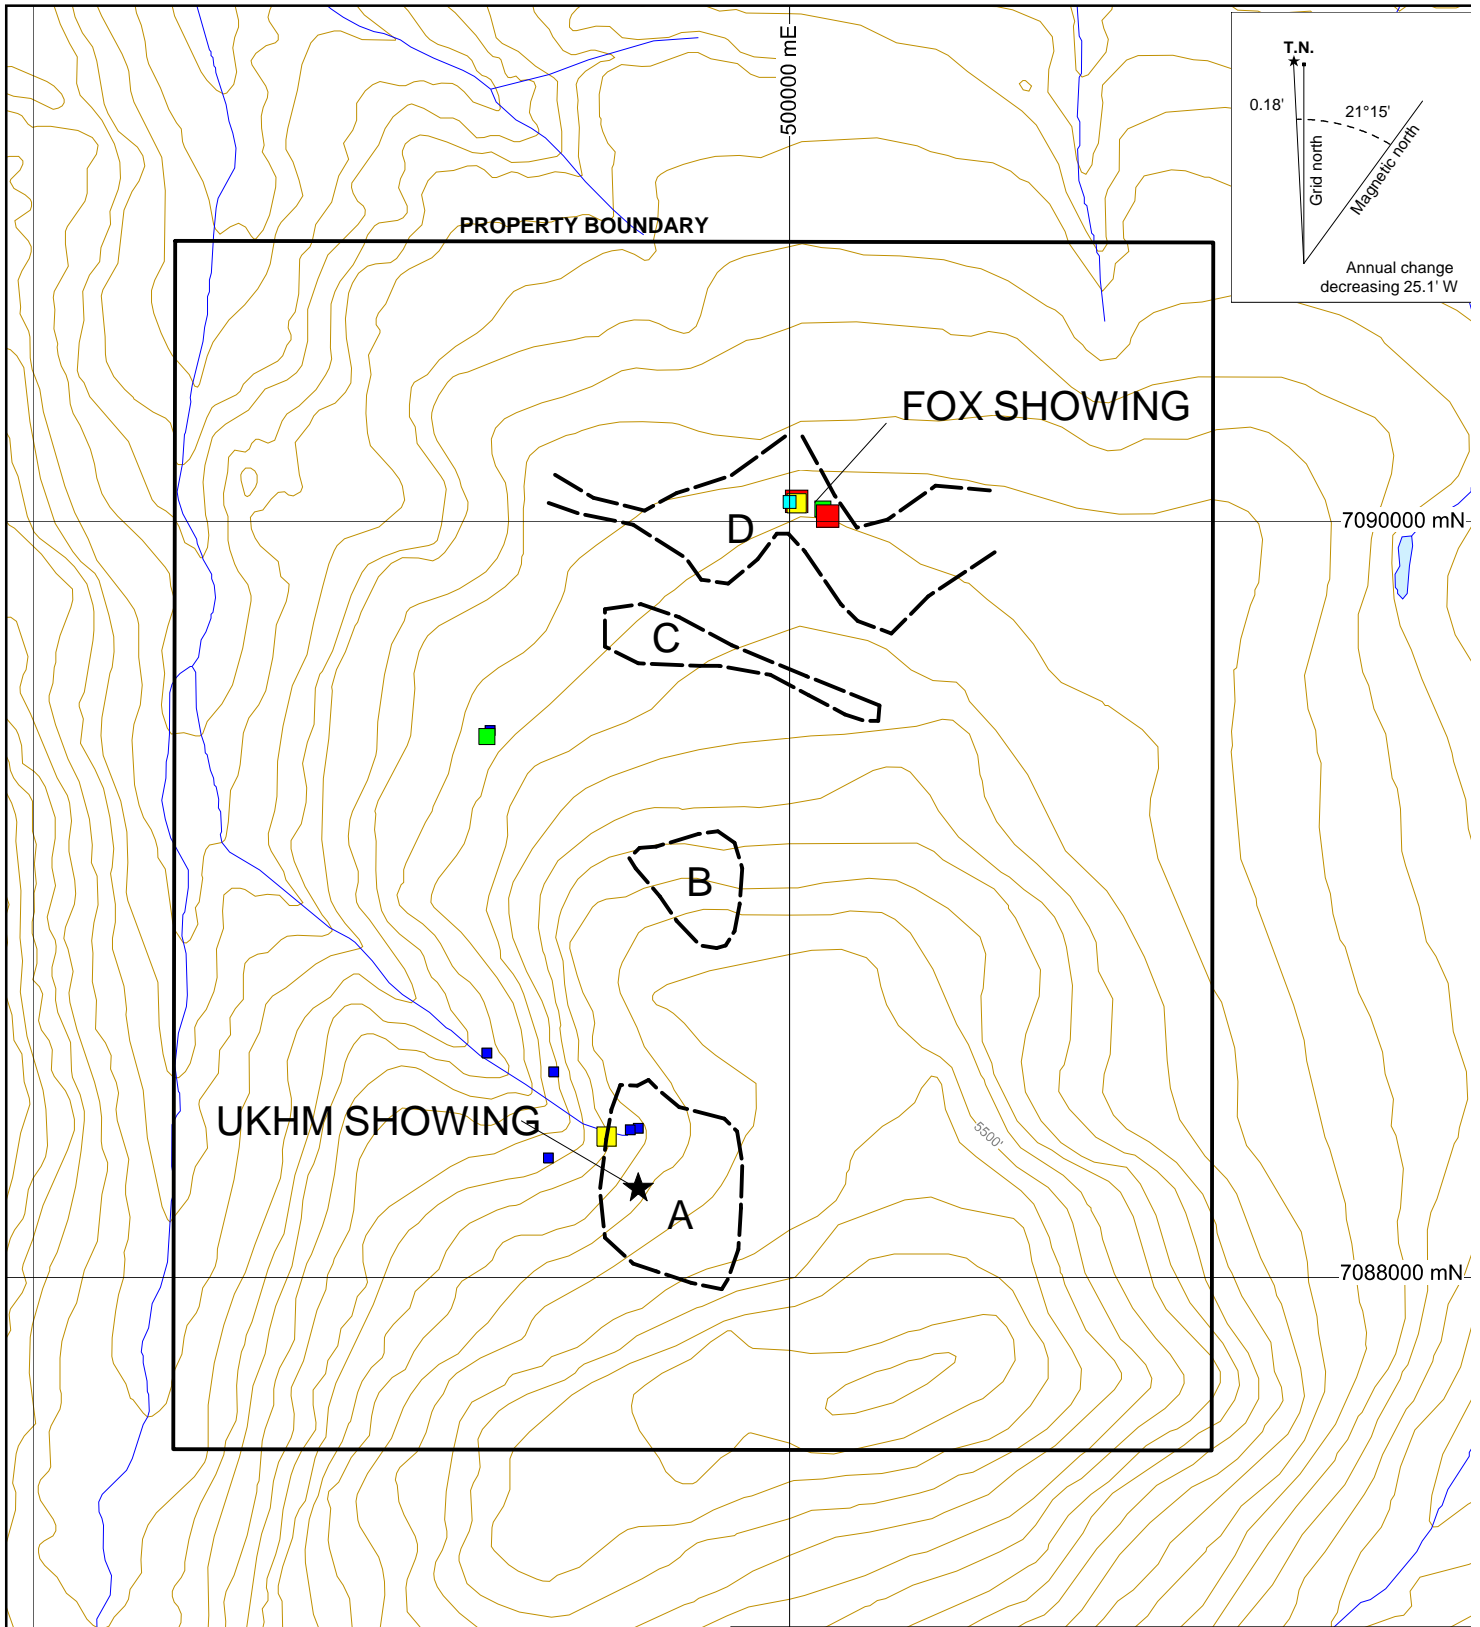 500000 mE
T.N.
0.18'
21°15'
Grid north
Magnetic north
Annual change
decreasing 25.1' W
PROPERTY BOUNDARY
FOX SHOWING
D
7090000 mN
C
B
UKHM SHOWING
5500'
A
7088000 mN